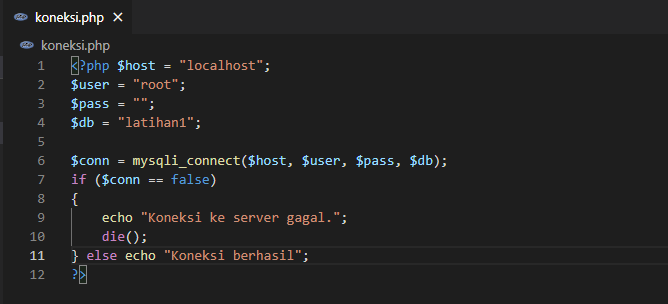 koneksi.php ×
koneksi.php
1 <?php $host = "localhost";
2 $user = "root";
3 $pass = "";
4 $db = "latihan1";
5
6 $conn = mysqli_connect($host, $user, $pass, $db);
7 if ($conn == false)
8 {
9     echo "Koneksi ke server gagal.";
10     die();
11 } else echo "Koneksi berhasil";
12 ?>